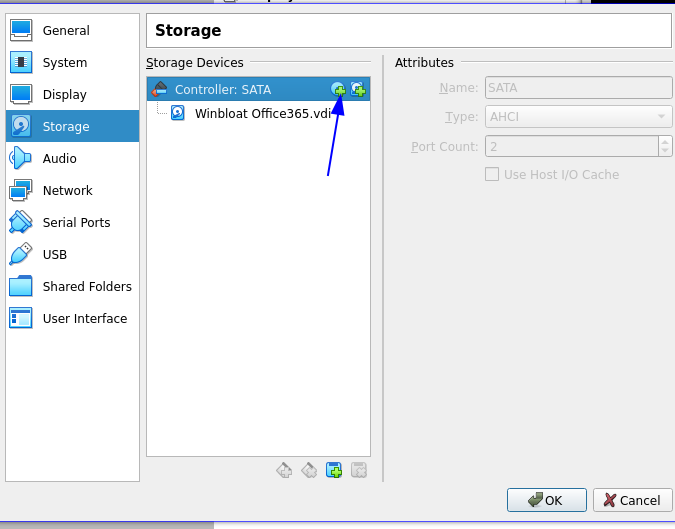 General
System
Display
Storage
Audio
Network
Serial Ports
USB
Shared Folders
User Interface
Storage
Storage Devices
Controller: SATA
Winbloat Office365.vdi
Attributes
Name: SATA
Type: AHCI
Port Count: 2
Use Host I/O Cache
OK
Cancel